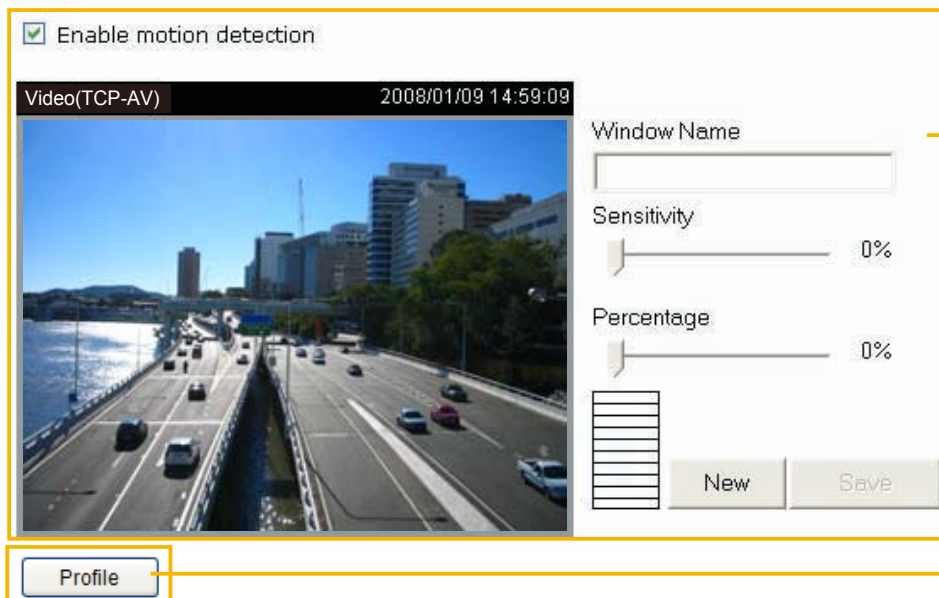 Enable motion detection
Video(TCP-AV) 2008/01/09 14:59:09
Window Name
Sensitivity
0%
Percentage
0%
New Save
Profile